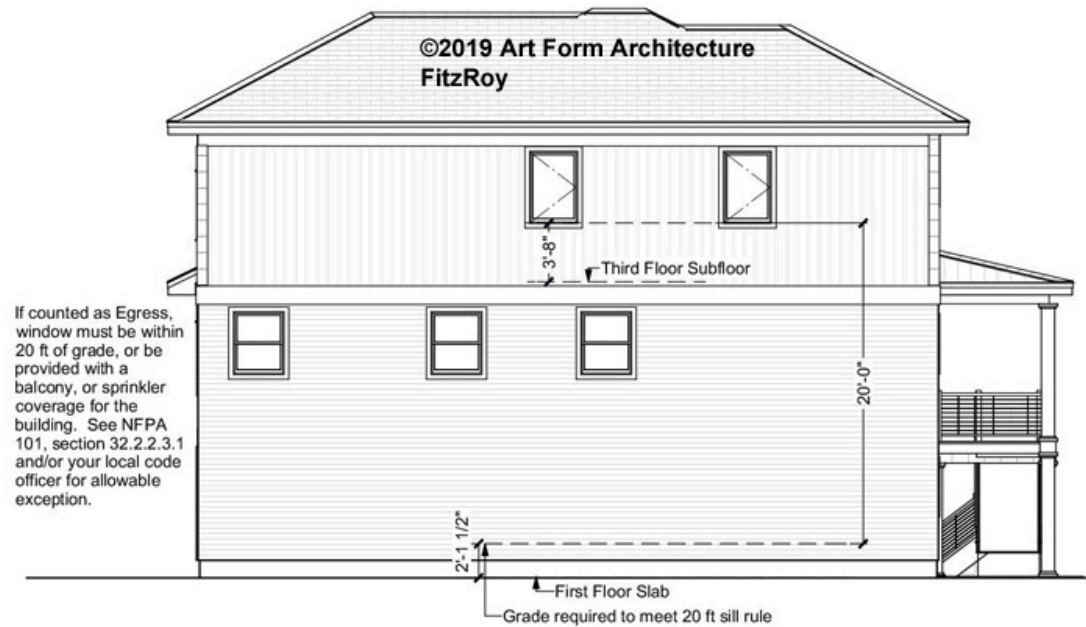 ©2019 Art Form Architecture
FitzRoy
3'-8"
Third Floor Subfloor
If counted as Egress,
window must be within
20 ft of grade, or be
provided with a
balcony, or sprinkler
coverage for the
building.  See NFPA
101, section 32.2.2.3.1
and/or your local code
officer for allowable
exception.
20'-0"
2'-1 1/2"
First Floor Slab
Grade required to meet 20 ft sill rule